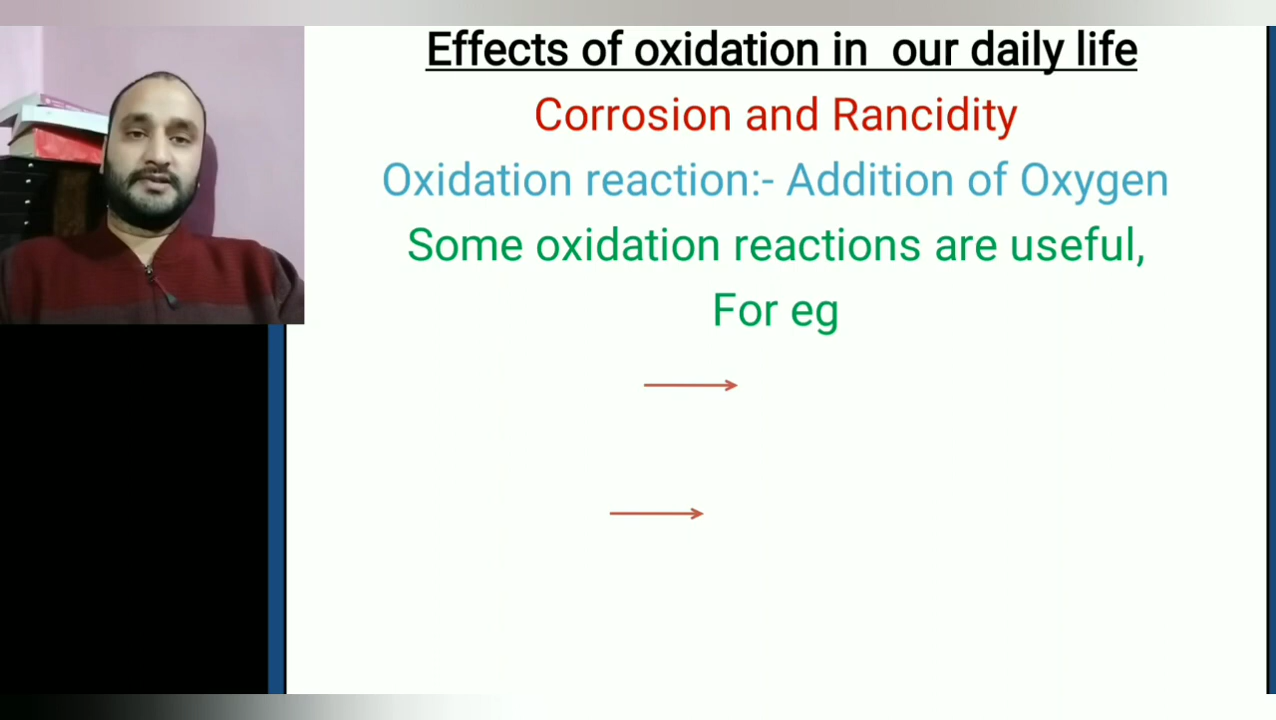 Effects of oxidation in our daily life
Corrosion and Rancidity
Oxidation reaction:- Addition of Oxygen
Some oxidation reactions are useful,
For eg